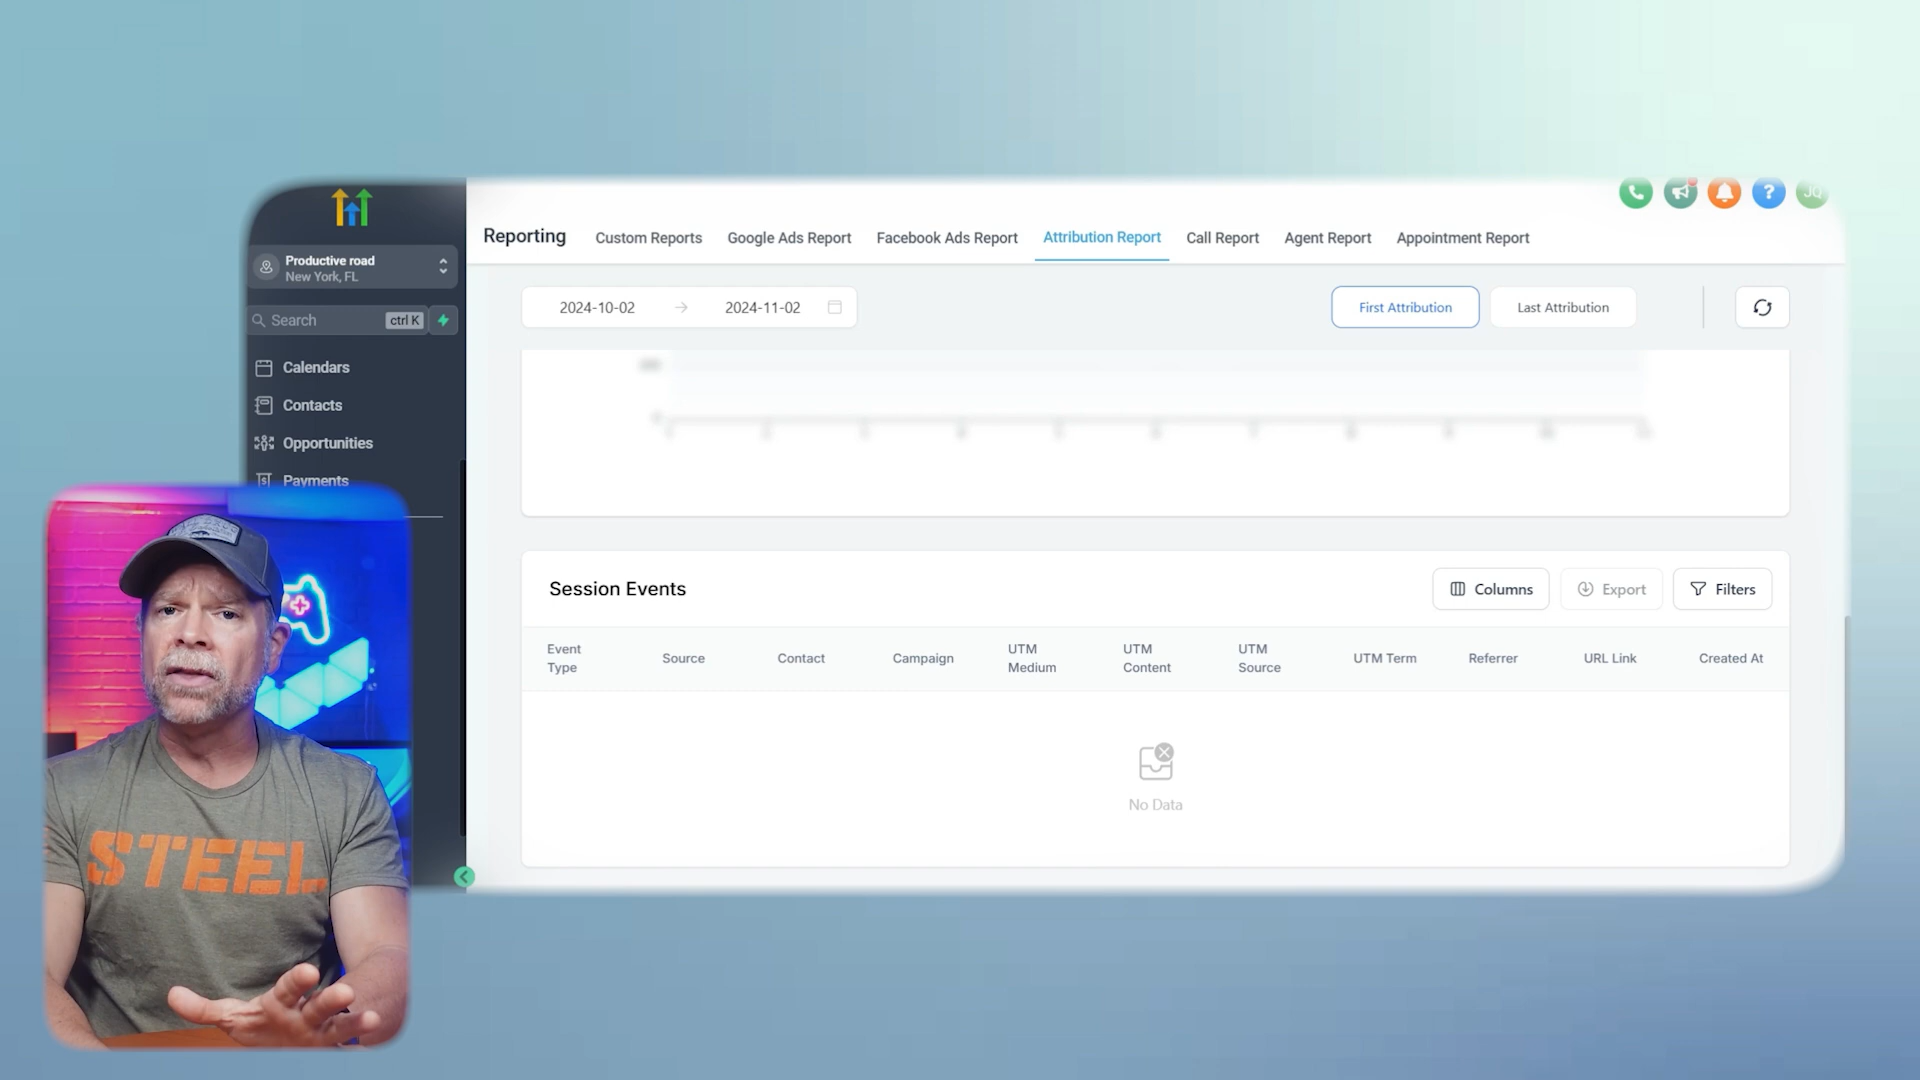 JQ
Productive road
New York, FL
Search
ctrl K
Calendars
Contacts
Opportunities
Payments
Reporting
Custom Reports
Google Ads Report
Facebook Ads Report
Attribution Report
Call Report
Agent Report
Appointment Report
2024-10-02
2024-11-02
First Attribution
Last Attribution
Session Events
Columns
Export
Filters
Event
Type
Source
Contact
Campaign
UTM
Medium
UTM
Content
UTM
Source
UTM Term
Referrer
URL Link
Created At
No Data
STEEL